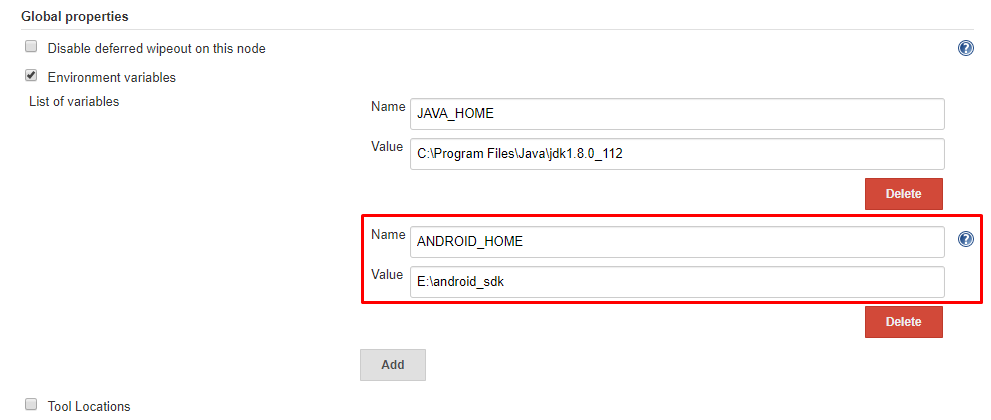 Global properties
Disable deferred wipeout on this node
Environment variables
List of variables
Name JAVA_HOME
Value C:\Program Files\Java\jdk1.8.0_112
Delete
Name ANDROID_HOME
Value E:\android_sdk
Delete
Add
Tool Locations